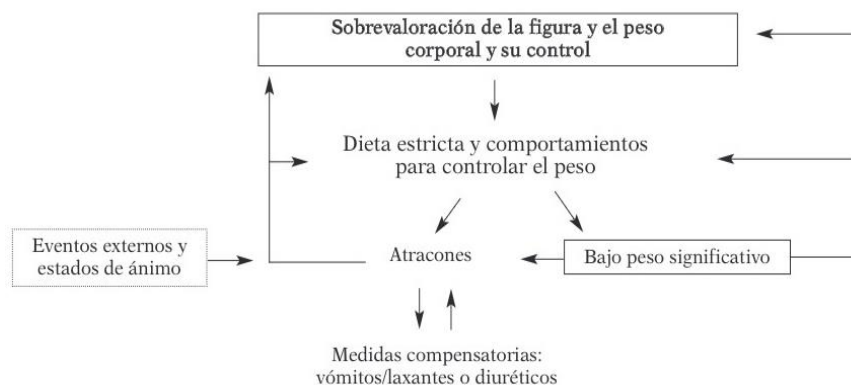 Sobrevaloración de la figura y el peso
corporal y su control
Dieta estricta y comportamientos
para controlar el peso
Eventos externos y
estados de ánimo
Atracones
Bajo peso significativo
Medidas compensatorias:
vómitos/laxantes o diuréticos